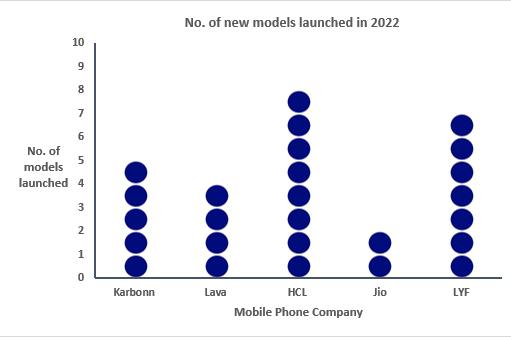 No. of new models launched in 2022
10
9
8
7
6
5
4
3
2
1
0
No. of
models
launched
Karbonn Lava HCL Jio LYF
Mobile Phone Company